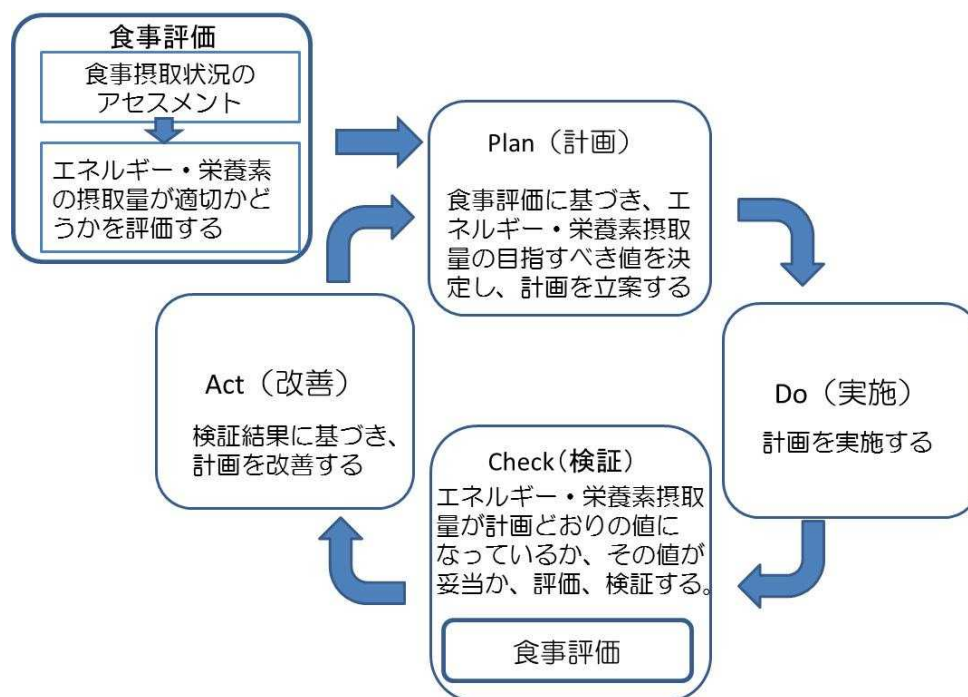 食事評価
食事摂取状況の
アセスメント
エネルギー・栄養素
の摂取量が適切かど
うかを評価する
Plan（計画）
食事評価に基づき、エ
ネルギー・栄養素摂取
量の目指すべき値を決
定し、計画を立案する
Do（実施）
計画を実施する
Check（検証）
エネルギー・栄養素摂取
量が計画どおりの値に
なっているか、その値が
妥当か、評価、検証する。
食事評価
Act（改善）
検証結果に基づき、
計画を改善する